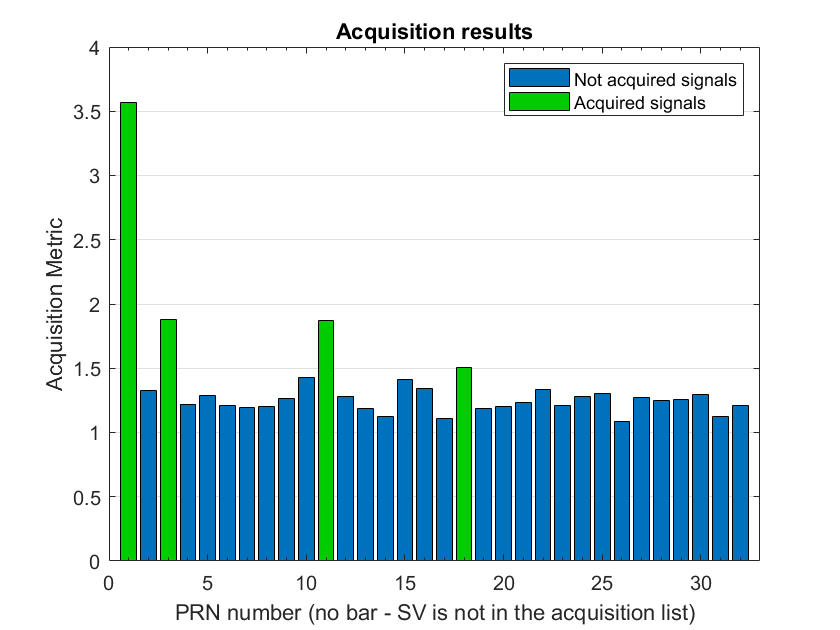 Acquisition results
4
3.5
3
2.5
2
1.5
1
0.5
0
Acquisition Metric
Not acquired signals
Acquired signals
0 5 10 15 20 25 30
PRN number (no bar - SV is not in the acquisition list)